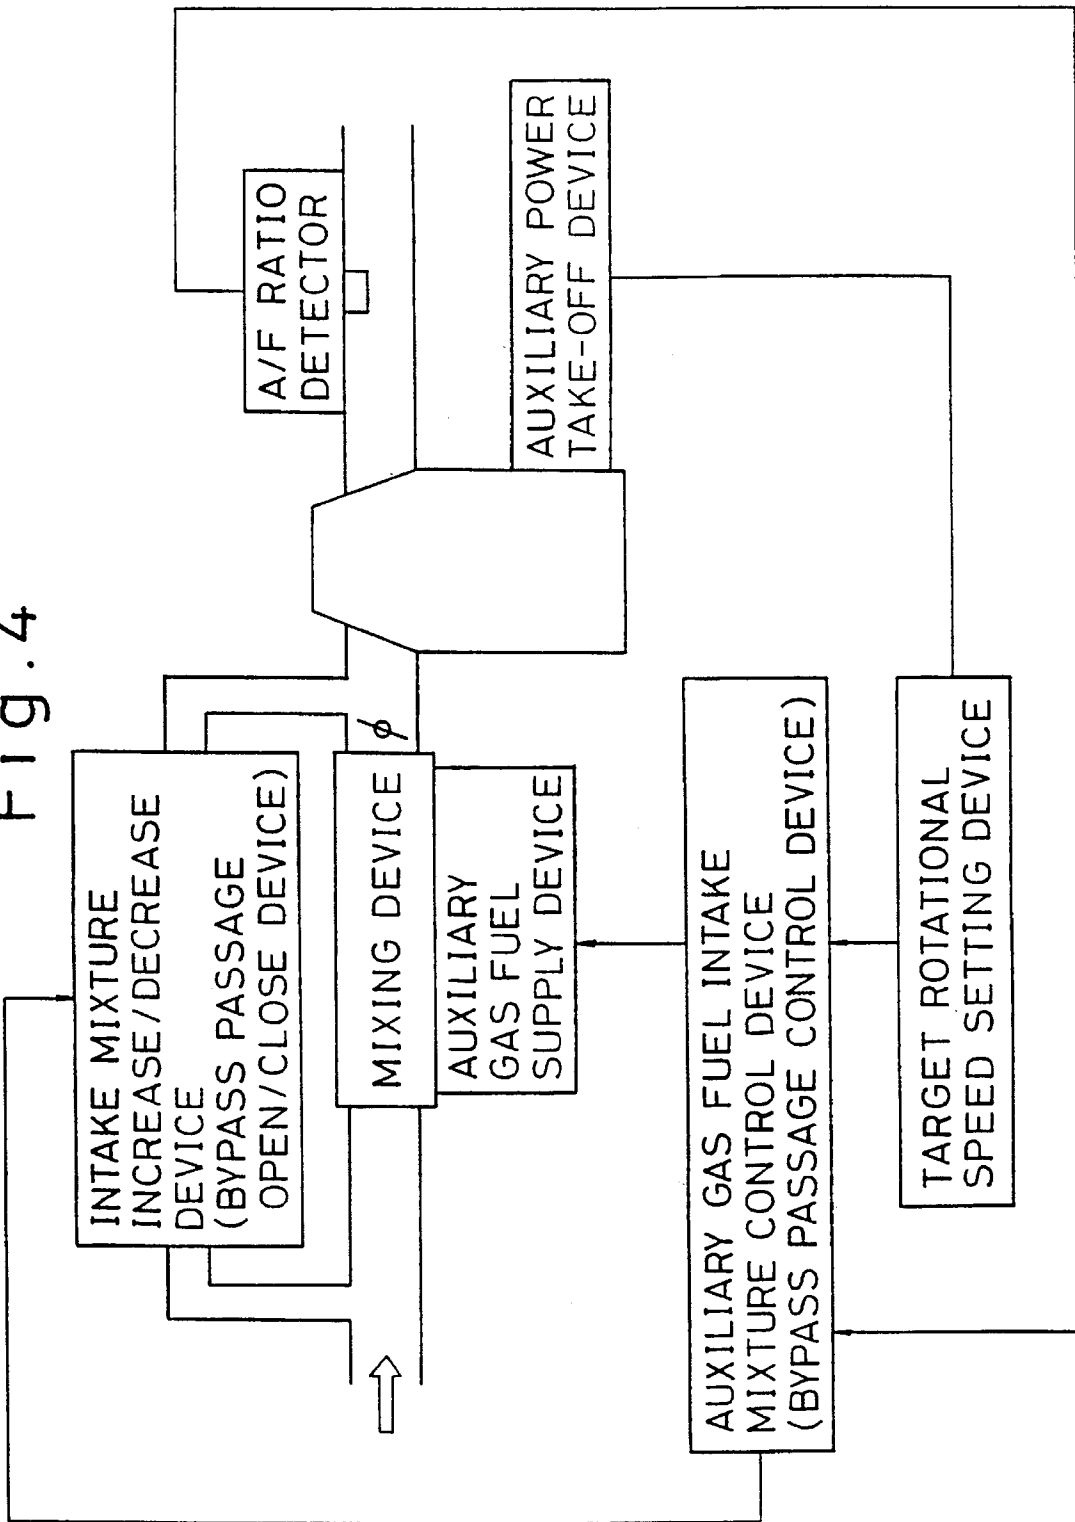 Fig.4
INTAKE MIXTURE
INCREASE/DECREASE
DEVICE
(BYPASS PASSAGE
OPEN/CLOSE DEVICE)
MIXING DEVICE
AUXILIARY
GAS FUEL
SUPPLY DEVICE
A/F RATIO
DETECTOR
AUXILIARY POWER
TAKE-OFF DEVICE
AUXILIARY GAS FUEL INTAKE
MIXTURE CONTROL DEVICE
(BYPASS PASSAGE CONTROL DEVICE)
TARGET ROTATIONAL
SPEED SETTING DEVICE